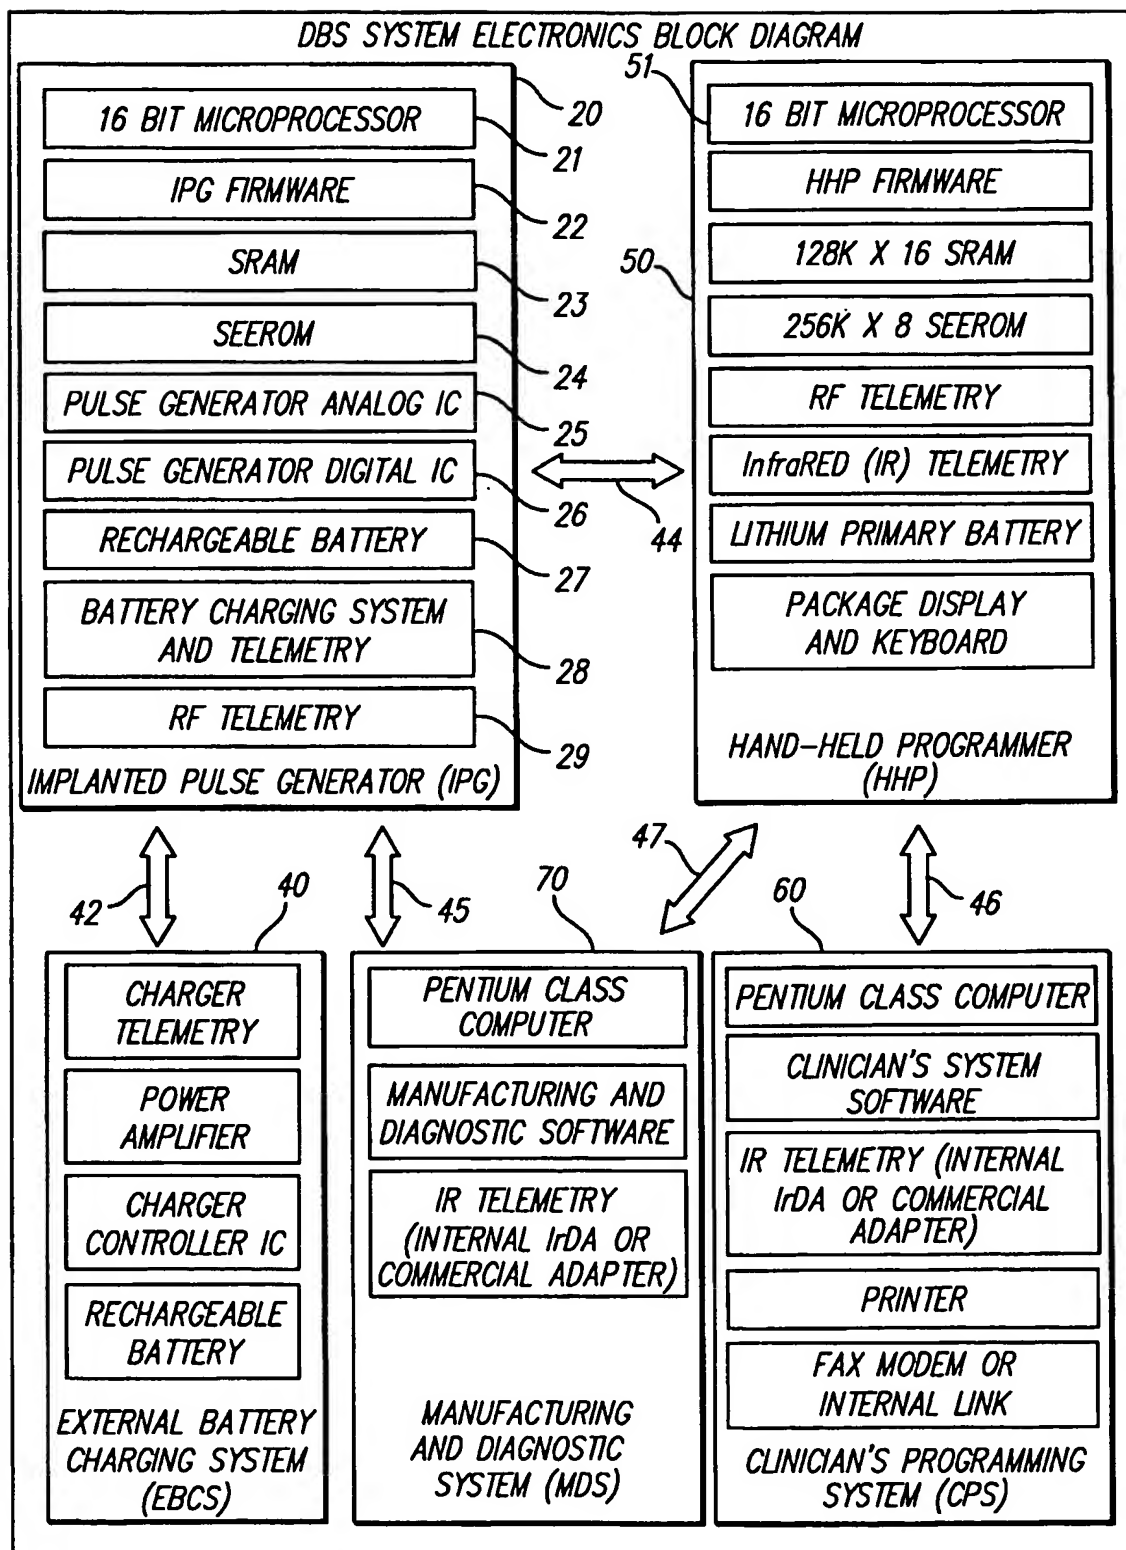 DBS SYSTEM ELECTRONICS BLOCK DIAGRAM
20
16 BIT MICROPROCESSOR
21
IPG FIRMWARE
22
SRAM
23
SEEROM
24
PULSE GENERATOR ANALOG IC
25
PULSE GENERATOR DIGITAL IC
26
RECHARGEABLE BATTERY
27
BATTERY CHARGING SYSTEM
AND TELEMETRY
28
RF TELEMETRY
29
IMPLANTED PULSE GENERATOR (IPG)
44
51
16 BIT MICROPROCESSOR
HHP FIRMWARE
50
128K X 16 SRAM
256K X 8 SEEROM
RF TELEMETRY
InfraRED (IR) TELEMETRY
LITHIUM PRIMARY BATTERY
PACKAGE DISPLAY
AND KEYBOARD
HAND-HELD PROGRAMMER
(HHP)
42
40
45
70
47
60
46
CHARGER
TELEMETRY
POWER
AMPLIFIER
CHARGER
CONTROLLER IC
RECHARGEABLE
BATTERY
EXTERNAL BATTERY
CHARGING SYSTEM
(EBCS)
PENTIUM CLASS
COMPUTER
MANUFACTURING AND
DIAGNOSTIC SOFTWARE
IR TELEMETRY
(INTERNAL IrDA OR
COMMERCIAL ADAPTER)
MANUFACTURING
AND DIAGNOSTIC
SYSTEM (MDS)
PENTIUM CLASS COMPUTER
CLINICIAN'S SYSTEM
SOFTWARE
IR TELEMETRY (INTERNAL
IrDA OR COMMERCIAL
ADAPTER)
PRINTER
FAX MODEM OR
INTERNAL LINK
CLINICIAN'S PROGRAMMING
SYSTEM (CPS)